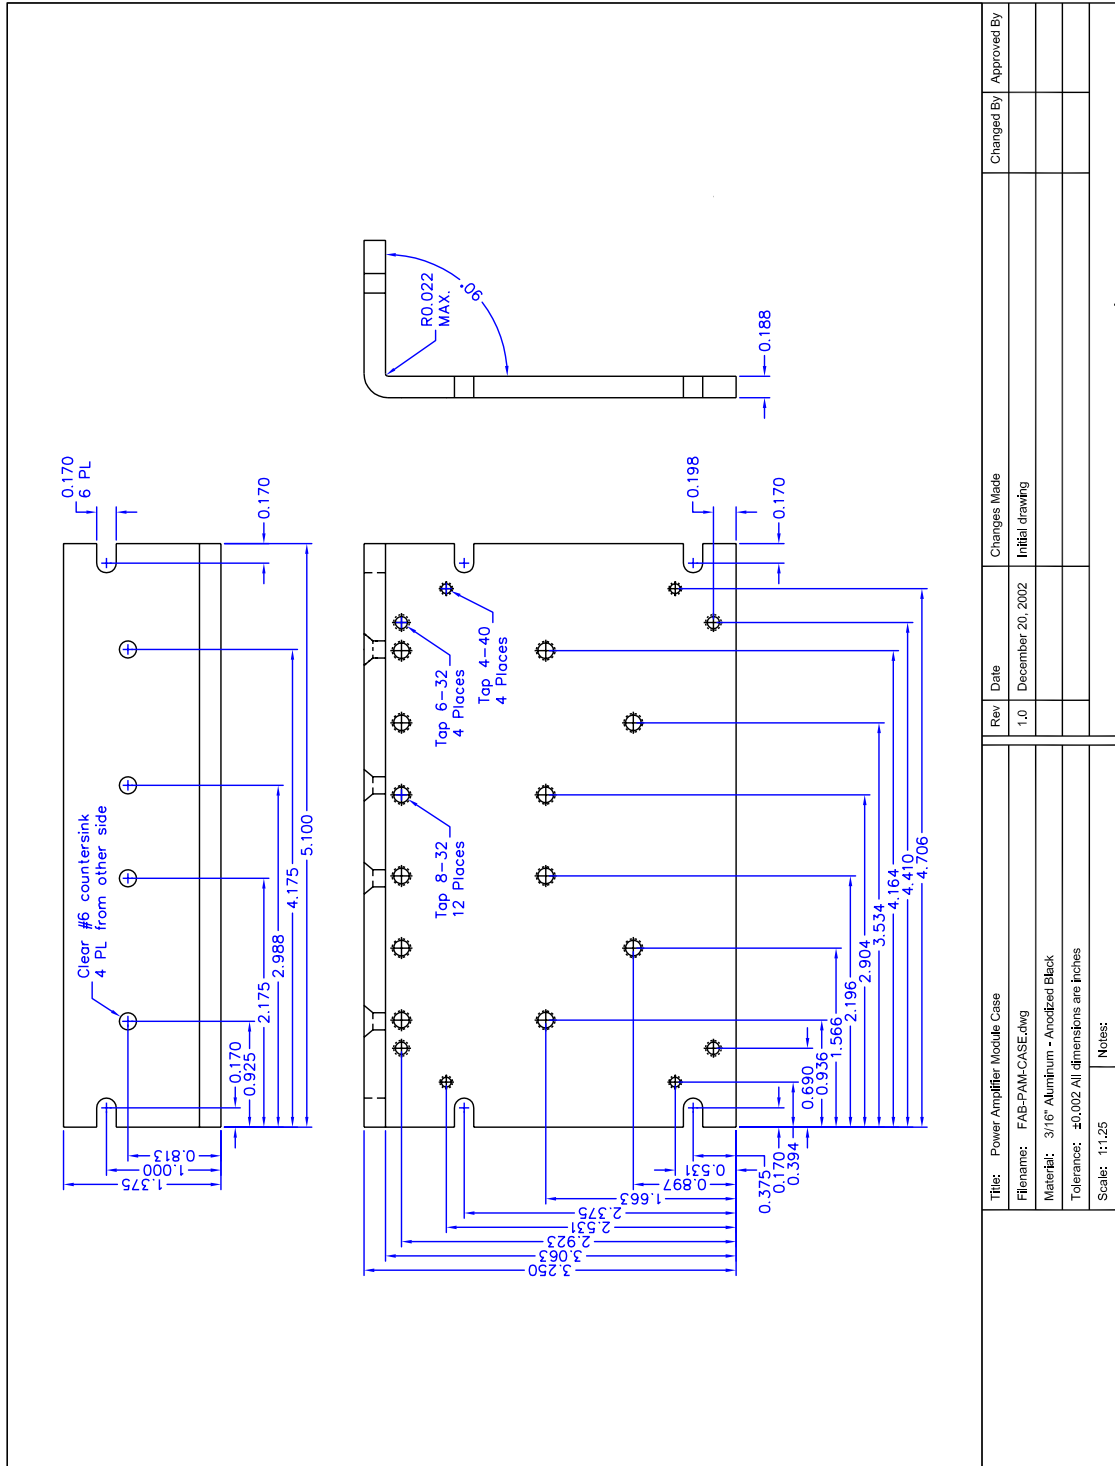 0.170
6 PL
0.170
Clear #6 countersink
4 PL from other side
5.100
4.175
2.988
2.175
0.170
0.925
0.813
1.000
1.375
R0.022
MAX.
90°
0.188
0.198
0.170
Tap 4-40
4 Places
Tap 6-32
4 Places
Tap 8-32
12 Places
4.706
4.410
4.164
3.534
2.904
2.196
1.566
0.936
0.690
0.394
0.170
0.375
0.531
0.897
1.663
2.375
2.531
2.923
3.063
3.250
Title: Power Amplifier Module Case
Filename: FAB-PAM-CASE.dwg
Material: 3/16" Aluminum - Anodized Black
Tolerance: ±0.002 All dimensions are inches
Scale: 1:1.25 Notes:
Rev Date Changes Made Changed By Approved By
1.0 December 20, 2002 Initial drawing